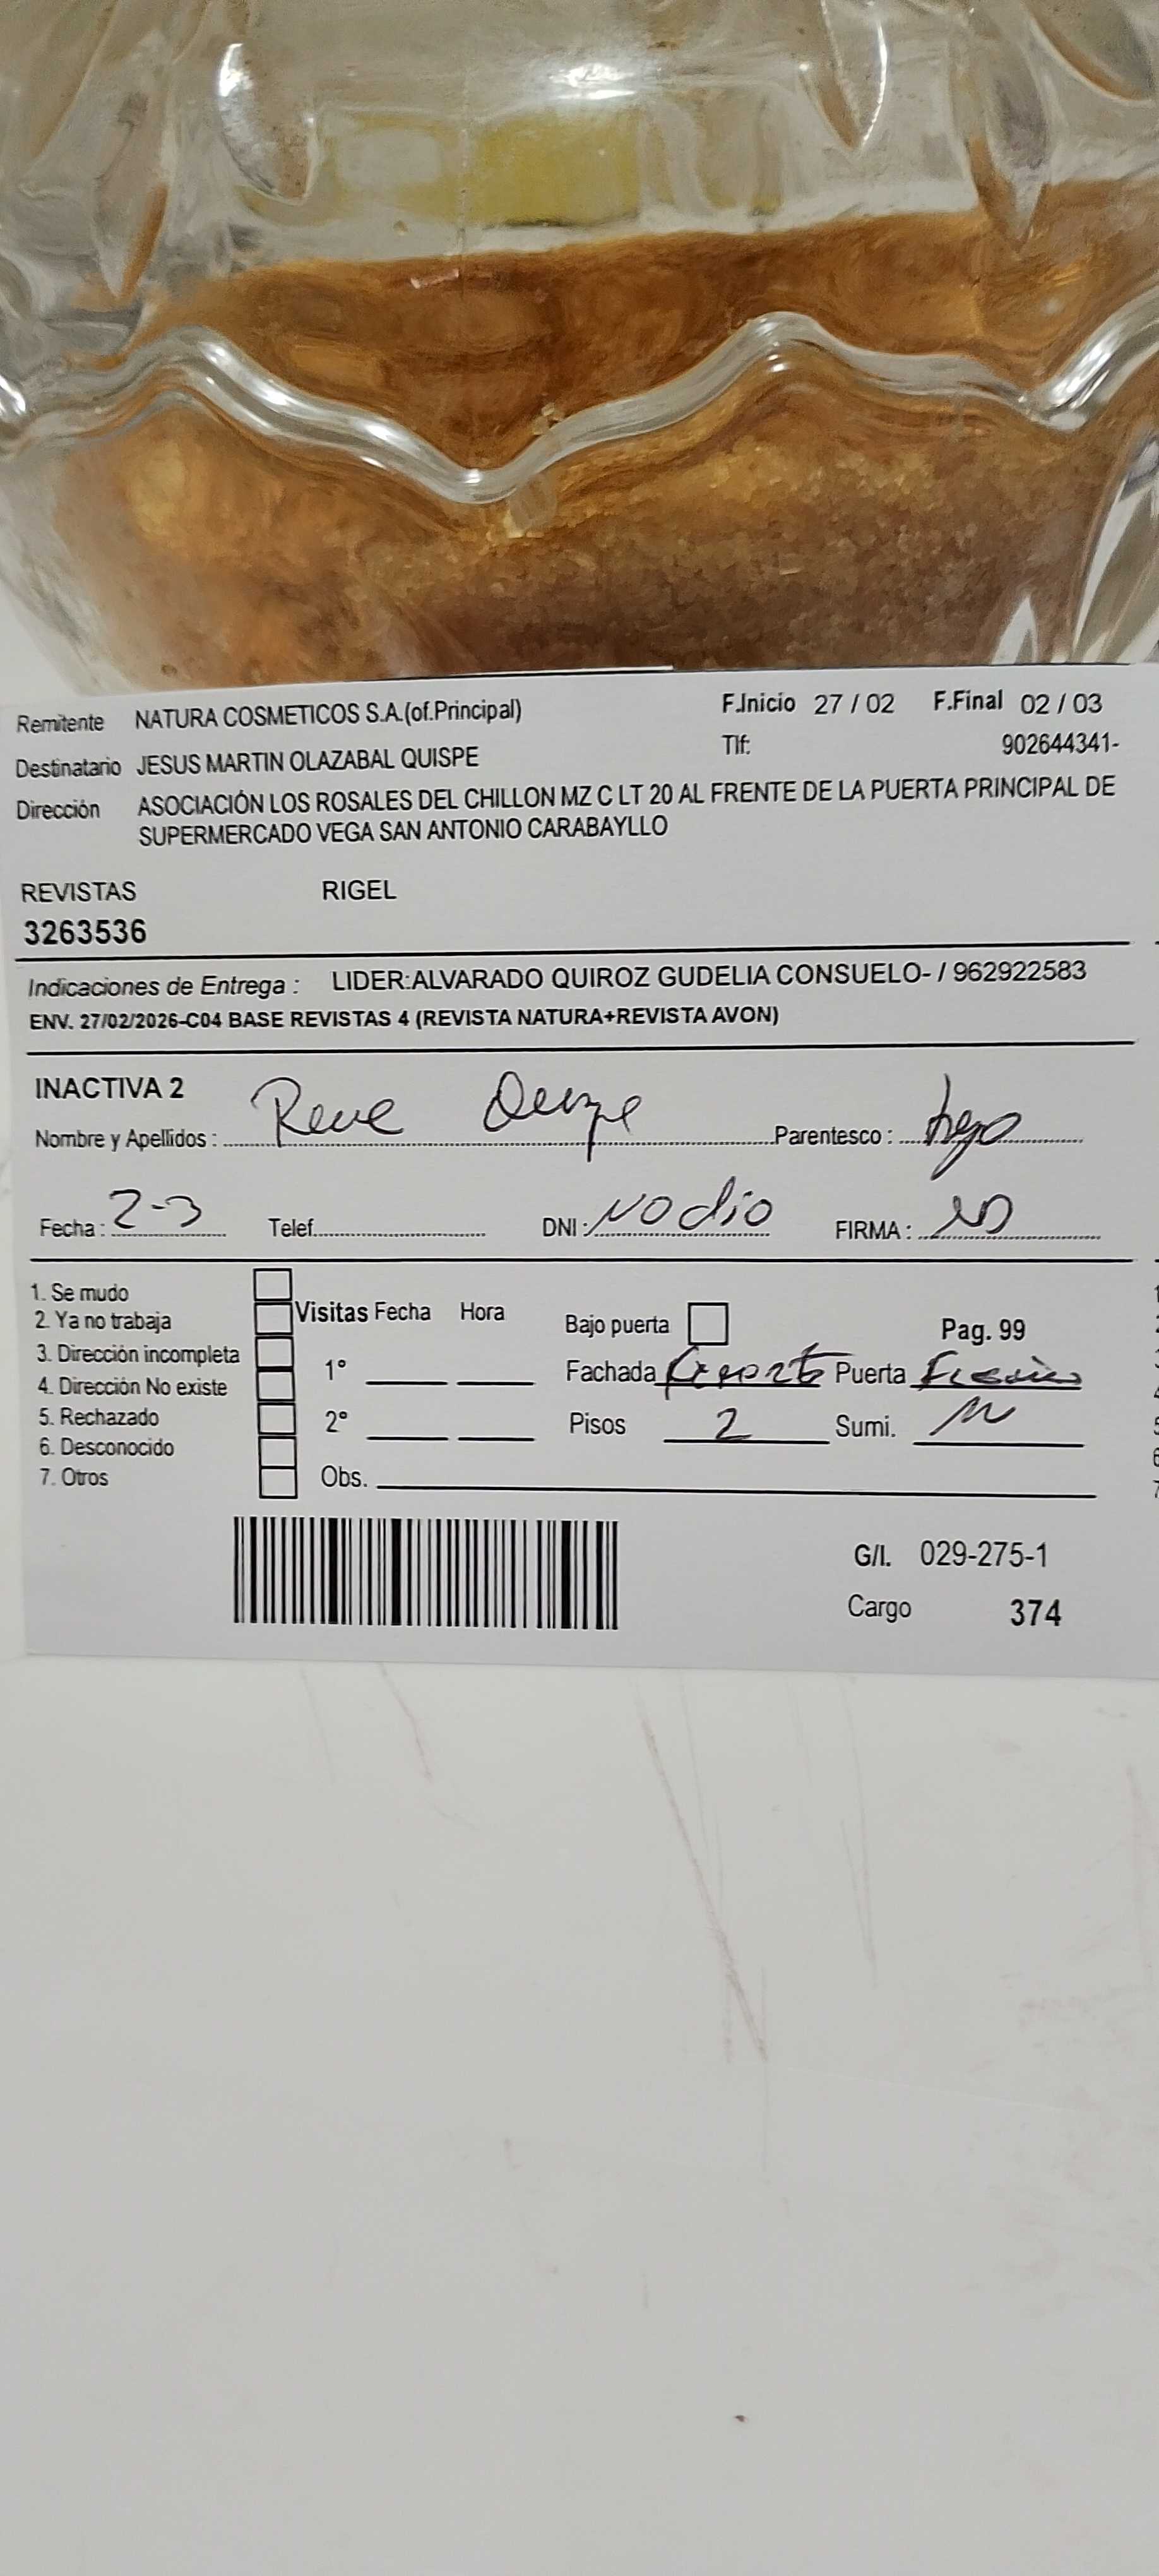 Remitente NATURA COSMETICOS S.A.(of.Principal) F.Inicio 27 / 02 F.Final 02 / 03
Destinatario JESUS MARTIN OLAZABAL QUISPE Tlf: 902644341-
Dirección ASOCIACIÓN LOS ROSALES DEL CHILLON MZ C LT 20 AL FRENTE DE LA PUERTA PRINCIPAL DE
SUPERMERCADO VEGA SAN ANTONIO CARABAYLLO
REVISTAS RIGEL
3263536
Indicaciones de Entrega : LIDER:ALVARADO QUIROZ GUDELIA CONSUELO- / 962922583
ENV. 27/02/2026-C04 BASE REVISTAS 4 (REVISTA NATURA+REVISTA AVON)
INACTIVA 2
Nombre y Apellidos : Rene Parentesco :
Fecha : 2-3 Telef. DNI : NO dio FIRMA :
1. Se mudo
2. Ya no trabaja Visitas Fecha Hora Bajo puerta Pag. 99
3. Dirección incompleta
4. Dirección No existe 1° Fachada Puerta
5. Rechazado 2° Pisos 2 Sumi.
6. Desconocido
7. Otros Obs.
G/I. 029-275-1
Cargo 374